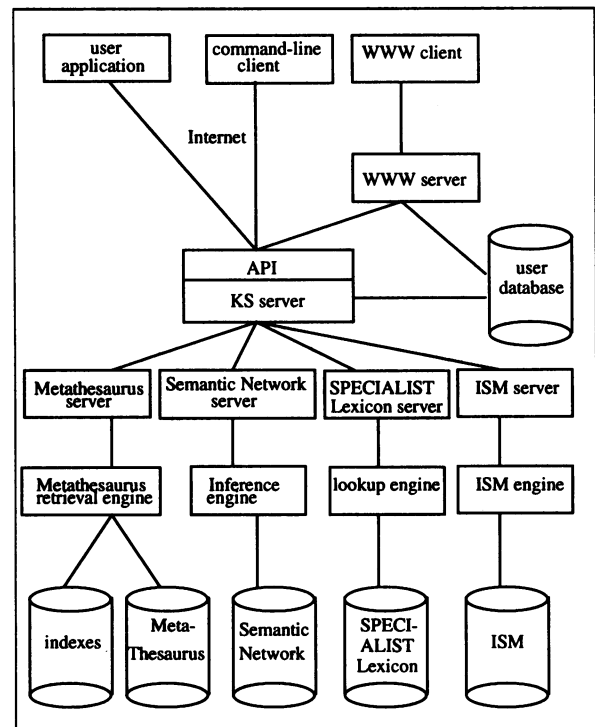 user
application
command-line
client
WWW client
Internet
WWW server
API
KS server
user
database
Metathesaurus
server
Semantic Network
server
SPECIALIST
Lexicon server
ISM server
Metathesaurus
retrieval engine
Inference
engine
lookup engine
ISM engine
indexes
Meta-
Thesaurus
Semantic
Network
SPECI-
ALIST
Lexicon
ISM